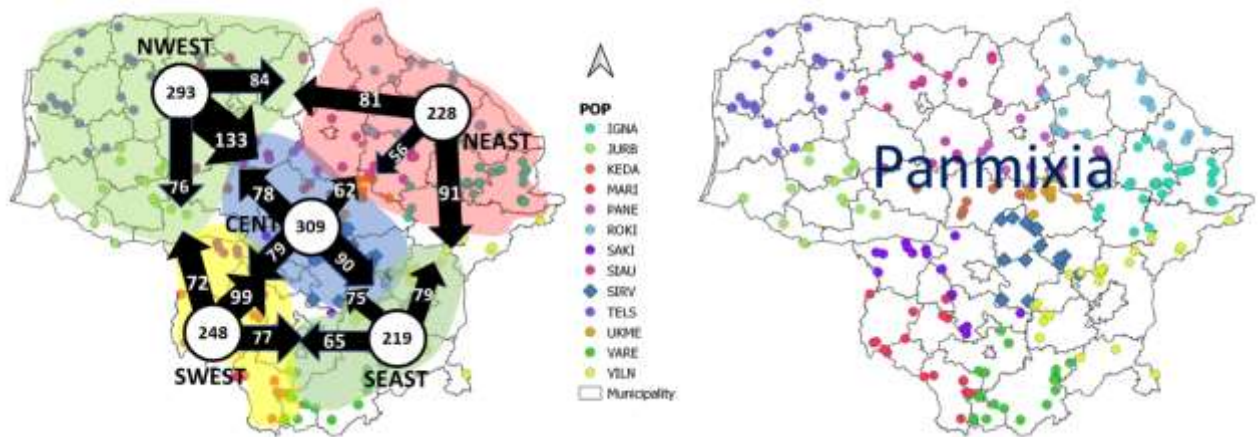 NWEST
293
84
81
228
NEAST
133
56
76
78
62
91
CENT
309
79
90
72
99
75
79
248
77
65
219
SWEST
SEAST
POP
IGNA
JURB
KEDA
MARI
PANE
ROKI
SAKI
SIAU
SIRV
TELS
UKME
VARE
VILN
Municipality
Panmixia